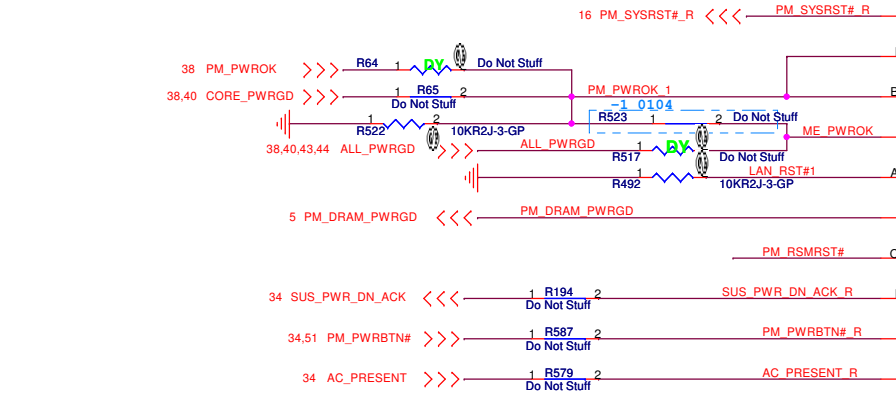 16 PM_SYSRST#_R PM_SYSRST#_R
38 PM_PWROK R64 1 DY Do Not Stuff
38,40 CORE_PWRGD 1 R65 2 PM_PWROK_1
Do Not Stuff
-1 0104
R522 1 2 10KR2J-3-GP R523 1 2 Do Not Stuff
ME_PWROK
38,40,43,44 ALL_PWRGD ALL_PWRGD R517 1 DY Do Not Stuff
R492 1 10KR2J-3-GP LAN_RST#1
5 PM_DRAM_PWRGD PM_DRAM_PWRGD
PM_RSMRST#
34 SUS_PWR_DN_ACK 1 R194 2 SUS_PWR_DN_ACK_R
Do Not Stuff
34,51 PM_PWRBTN# 1 R587 2 PM_PWRBTN#_R
Do Not Stuff
34 AC_PRESENT 1 R579 2 AC_PRESENT_R
Do Not Stuff